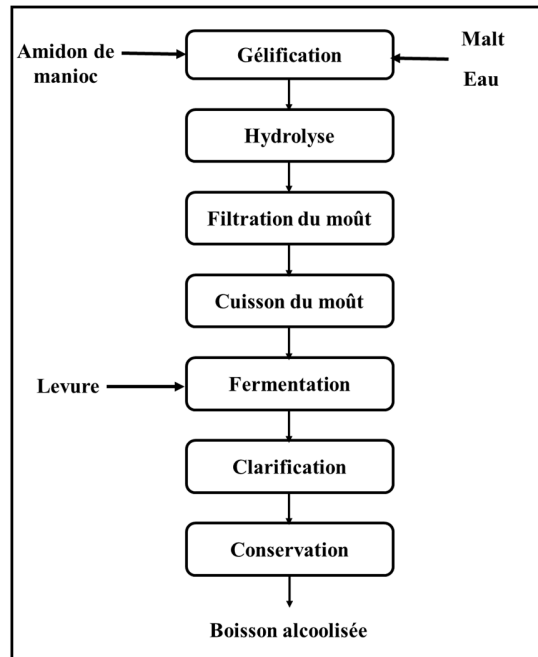 Amidon de
manioc
Gélification
Malt
Eau
Hydrolyse
Filtration du moût
Cuisson du moût
Levure
Fermentation
Clarification
Conservation
Boisson alcoolisée